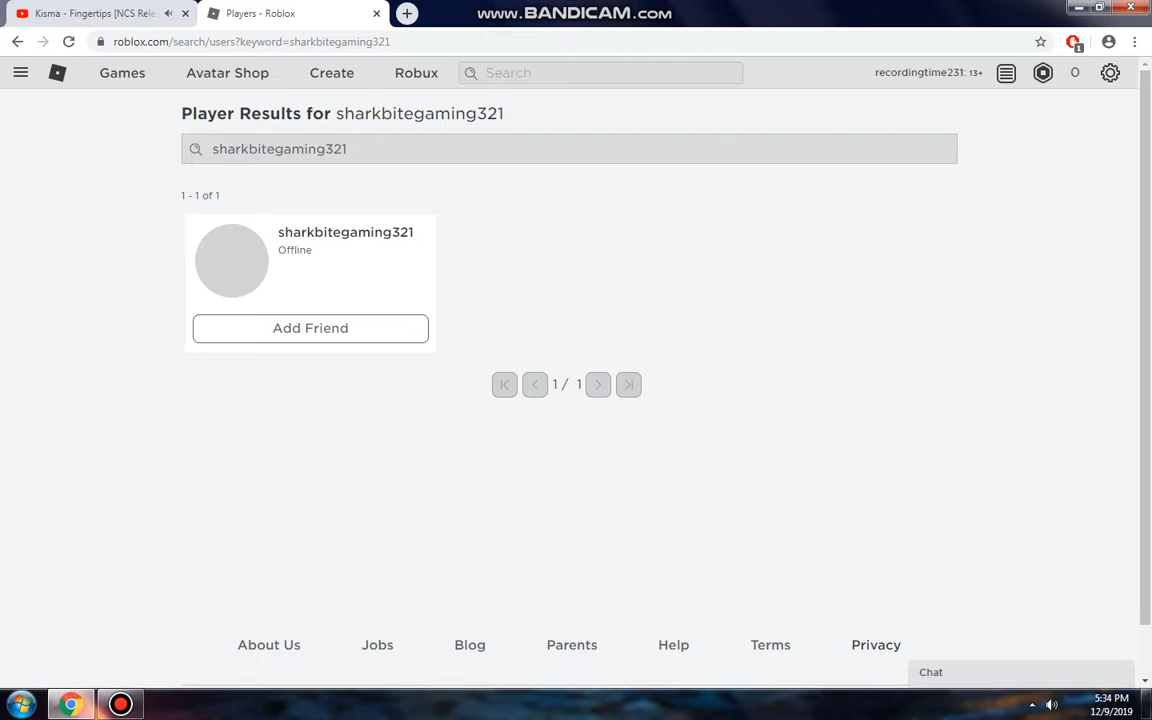 Kisma - Fingertips [NCS Rele
Players - Roblox
www.BANDICAM.com
roblox.com/search/users?keyword=sharkbitegaming321
1
Games
Avatar Shop
Create
Robux
Search
recordingtime231: 13+
0
Player Results for sharkbitegaming321
sharkbitegaming321
1 - 1 of 1
sharkbitegaming321
Offline
Add Friend
1 / 1
About Us
Jobs
Blog
Parents
Help
Terms
Privacy
Chat
5:34 PM
12/9/2019